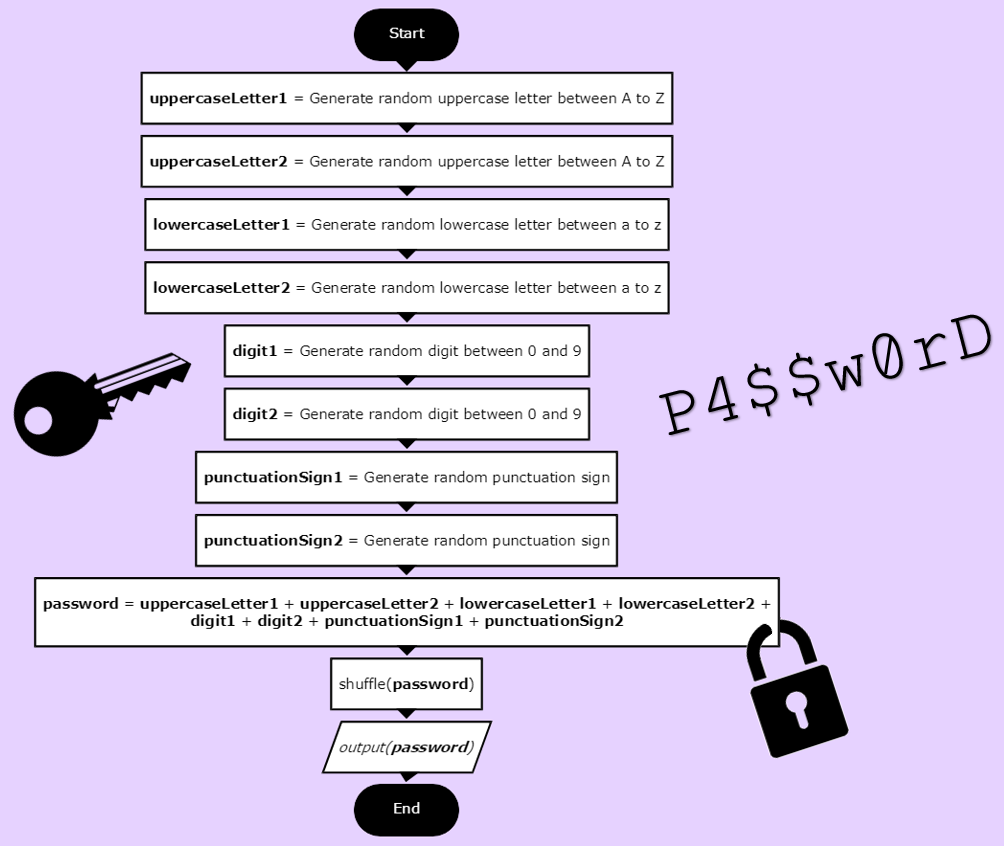 Start
uppercaseLetter1 = Generate random uppercase letter between A to Z
uppercaseLetter2 = Generate random uppercase letter between A to Z
lowercaseLetter1 = Generate random lowercase letter between a to z
lowercaseLetter2 = Generate random lowercase letter between a to z
digit1 = Generate random digit between 0 and 9
digit2 = Generate random digit between 0 and 9
P4$$w0rD
punctuationSign1 = Generate random punctuation sign
punctuationSign2 = Generate random punctuation sign
password = uppercaseLetter1 + uppercaseLetter2 + lowercaseLetter1 + lowercaseLetter2 +
digit1 + digit2 + punctuationSign1 + punctuationSign2
shuffle(password)
output(password)
End